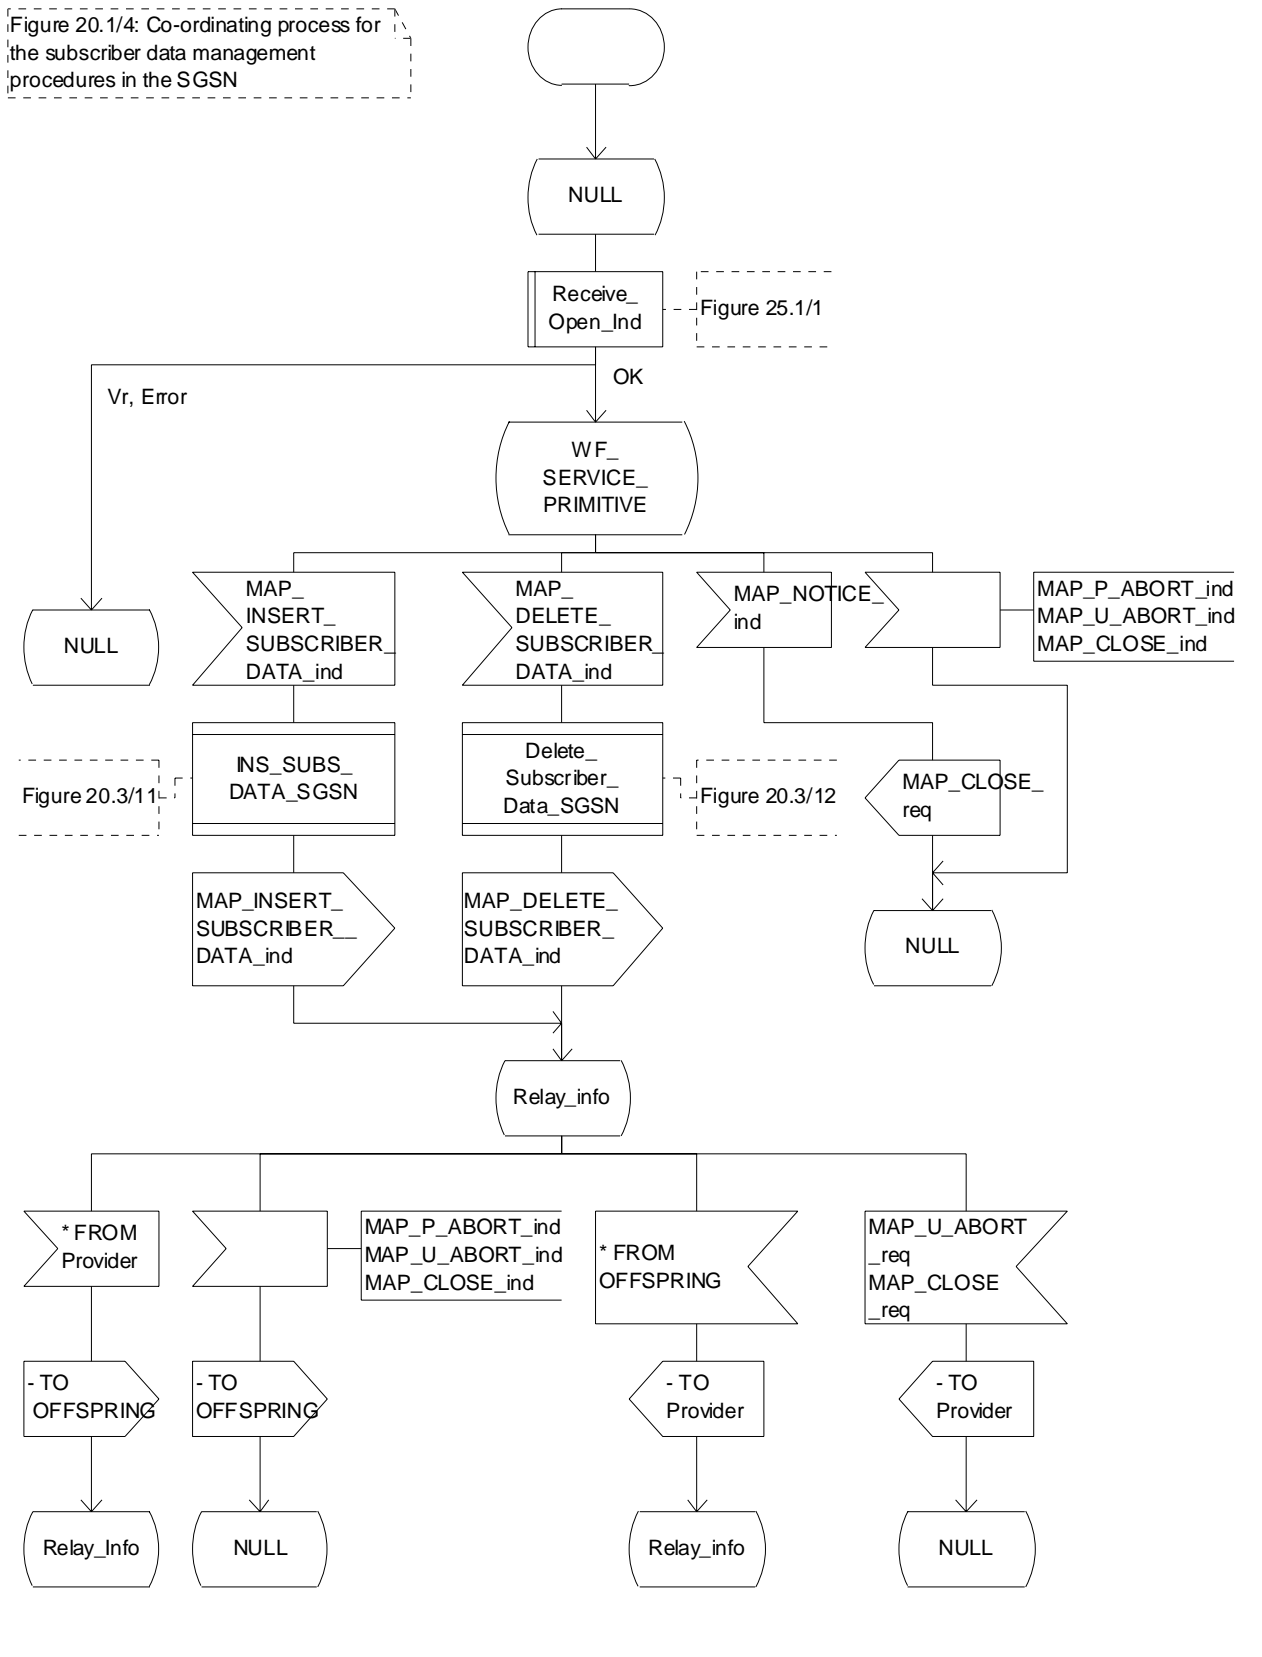 Figure 20.1/4: Co-ordinating process for
the subscriber data management
procedures in the SGSN
NULL
Receive_
Open_Ind
Figure 25.1/1
OK
Vr, Error
WF_
SERVICE_
PRIMITIVE
MAP_
INSERT_
SUBSCRIBER_
DATA_ind
MAP_
DELETE_
SUBSCRIBER_
DATA_ind
MAP_NOTICE_
ind
MAP_P_ABORT_ind
MAP_U_ABORT_ind
MAP_CLOSE_ind
NULL
Figure 20.3/11
INS_SUBS_
DATA_SGSN
Delete_
Subscriber_
Data_SGSN
Figure 20.3/12
MAP_CLOSE_
req
MAP_INSERT_
SUBSCRIBER__
DATA_ind
MAP_DELETE_
SUBSCRIBER_
DATA_ind
NULL
Relay_info
* FROM
Provider
MAP_P_ABORT_ind
MAP_U_ABORT_ind
MAP_CLOSE_ind
* FROM
OFFSPRING
MAP_U_ABORT
_req
MAP_CLOSE
_req
- TO
OFFSPRING
- TO
OFFSPRING
- TO
Provider
- TO
Provider
Relay_Info
NULL
Relay_info
NULL